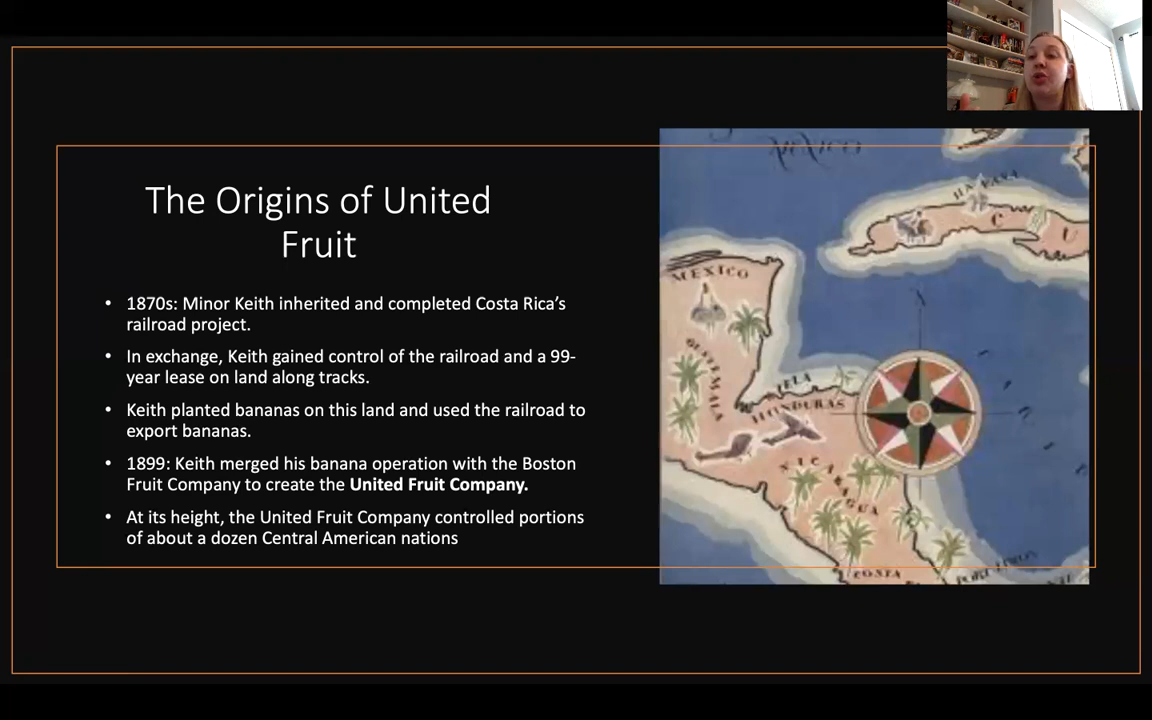 The Origins of United
Fruit
• 1870s: Minor Keith inherited and completed Costa Rica’s
railroad project.
• In exchange, Keith gained control of the railroad and a 99-
year lease on land along tracks.
• Keith planted bananas on this land and used the railroad to
export bananas.
• 1899: Keith merged his banana operation with the Boston
Fruit Company to create the United Fruit Company.
• At its height, the United Fruit Company controlled portions
of about a dozen Central American nations
MEXICO
HAVANA
C U
MEXICO
GUATEMALA
TELA
HONDURAS
NICARAGUA
COSTA
PORT LIMON
N